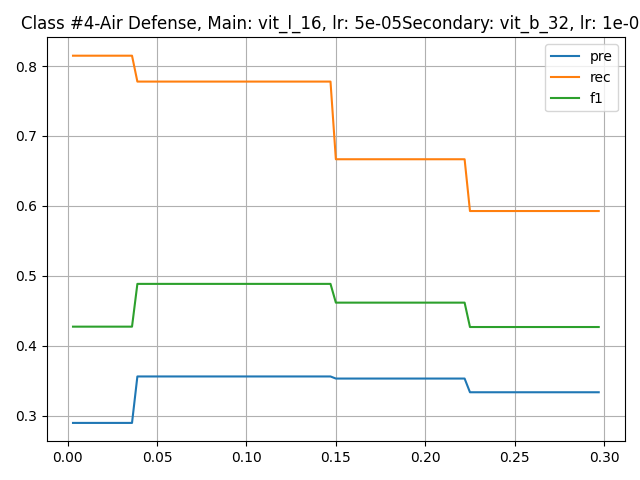 Class #4-Air Defense, Main: vit_l_16, lr: 5e-05Secondary: vit_b_32, lr: 1e-0
pre
rec
f1
0.8
0.7
0.6
0.5
0.4
0.3
0.00 0.05 0.10 0.15 0.20 0.25 0.30